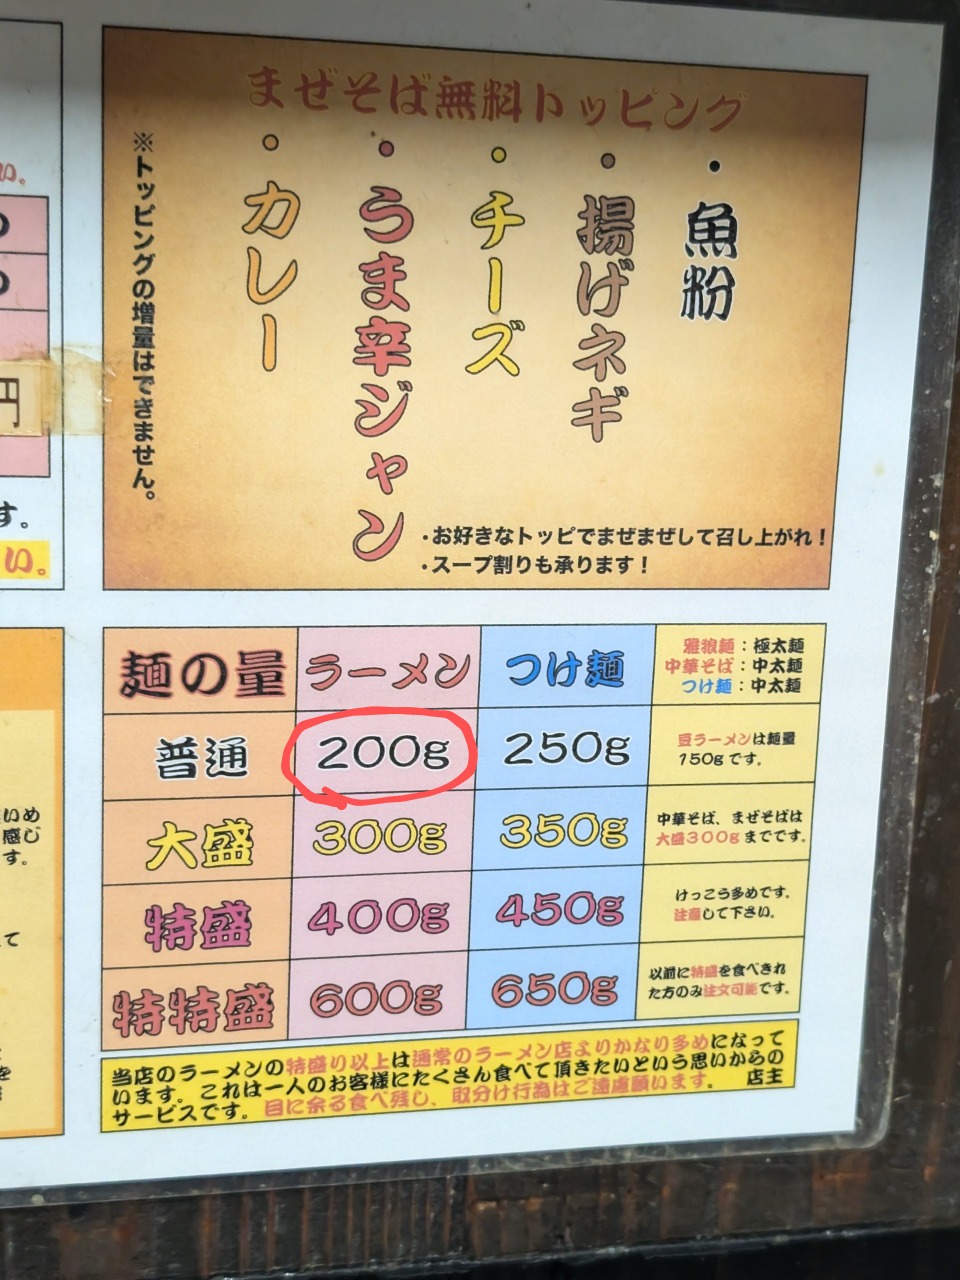 まぜそば無料トッピング
・魚粉
・揚げネギ
・チーズ
・うま辛ジャン
・カレー
※トッピングの増量はできません。
・お好きなトッピでまぜまぜして召し上がれ！
・スープ割りも承ります！
い。
円
す。
い。
麺の量 ラーメン つけ麺
雅狼麺：極太麺
中華そば：中太麺
つけ麺：中太麺
普通 200g 250g
豆ラーメンは麺量
150gです。
大盛 300g 350g
中華そば、まぜそばは
大盛300gまでです。
特盛 400g 450g
けっこう多めです。
注意して下さい。
特特盛 600g 650g
以前に特盛を食べきれ
た方のみ注文可能です。
当店のラーメンの特盛り以上は通常のラーメン店よりかなり多めになって
います。これは一人のお客様にたくさん食べて頂きたいという思いからの
サービスです。目に余る食べ残し、取分け行為はご遠慮願います。 店主
いめ
感じ
す。
て
を